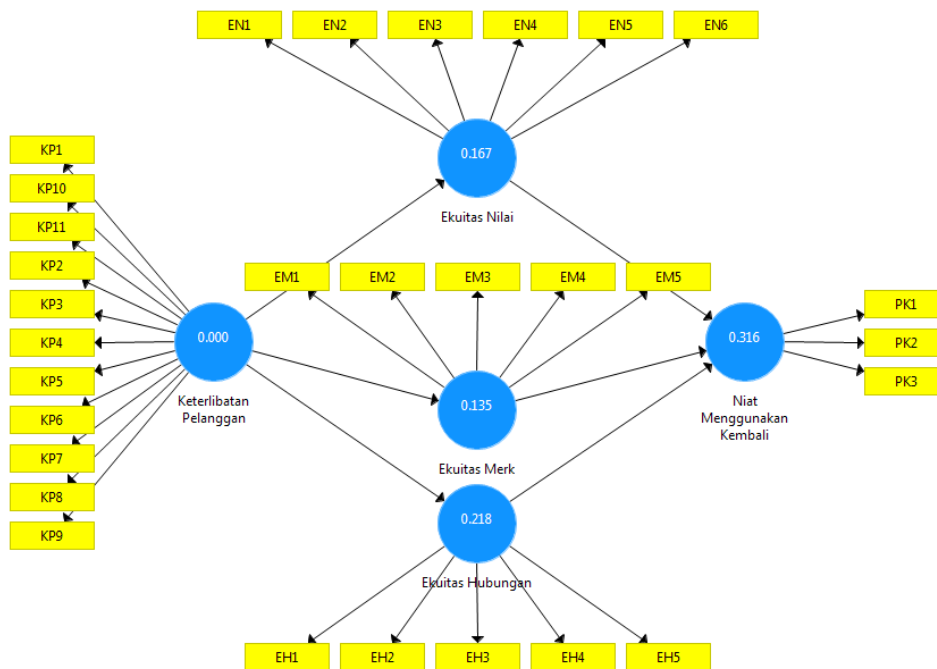 EN1 EN2 EN3 EN4 EN5 EN6
0.167
Ekuitas Nilai
KP1
KP10
KP11
KP2
KP3
KP4
KP5
KP6
KP7
KP8
KP9
0.000
Keterlibatan
Pelanggan
EM1 EM2 EM3 EM4 EM5
0.135
Ekuitas Merk
0.218
Ekuitas Hubungan
EH1 EH2 EH3 EH4 EH5
0.316
Niat
Menggunakan
Kembali
PK1
PK2
PK3